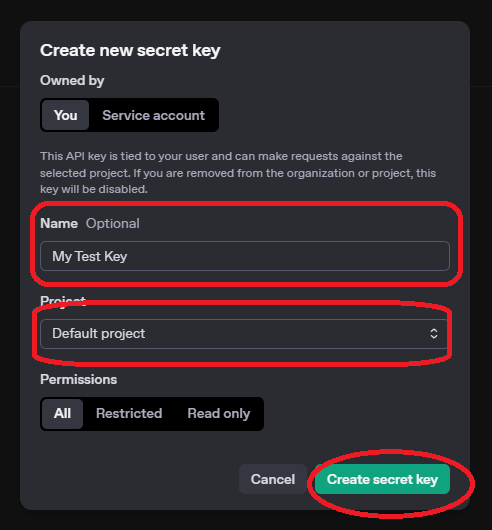 Create new secret key
Owned by
You Service account
This API key is tied to your user and can make requests against the
selected project. If you are removed from the organization or project, this
key will be disabled.
Name Optional
My Test Key
Project
Default project
Permissions
All Restricted Read only
Cancel Create secret key